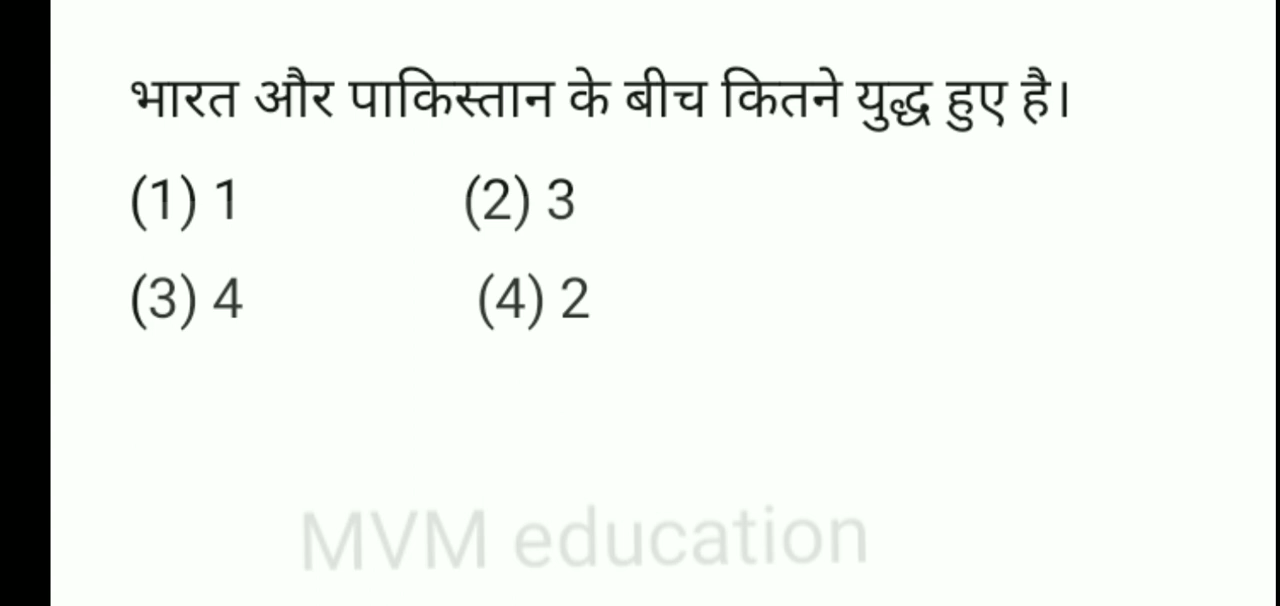 भारत और पाकिस्तान के बीच कितने युद्ध हुए है।
(1) 1 (2) 3
(3) 4 (4) 2
MVM education